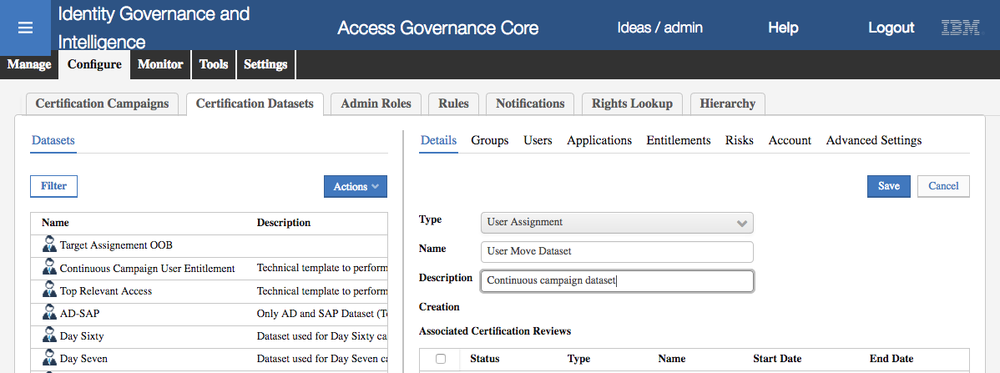 Identity Governance and
Intelligence
Access Governance Core
Ideas / admin
Help
Logout
IBM
Manage
Configure
Monitor
Tools
Settings
Certification Campaigns
Certification Datasets
Admin Roles
Rules
Notifications
Rights Lookup
Hierarchy
Datasets
Filter
Actions
Name Description
Target Assignement OOB
Continuous Campaign User Entitlement Technical template to perform
Top Relevant Access Technical template to perform
AD-SAP Only AD and SAP Dataset (T
Day Sixty Dataset used for Day Sixty ca
Day Seven Dataset used for Day Seven ca
Details Groups Users Applications Entitlements Risks Account Advanced Settings
Save
Cancel
Type User Assignment
Name User Move Dataset
Description Continuous campaign dataset
Creation
Associated Certification Reviews
Status Type Name Start Date End Date